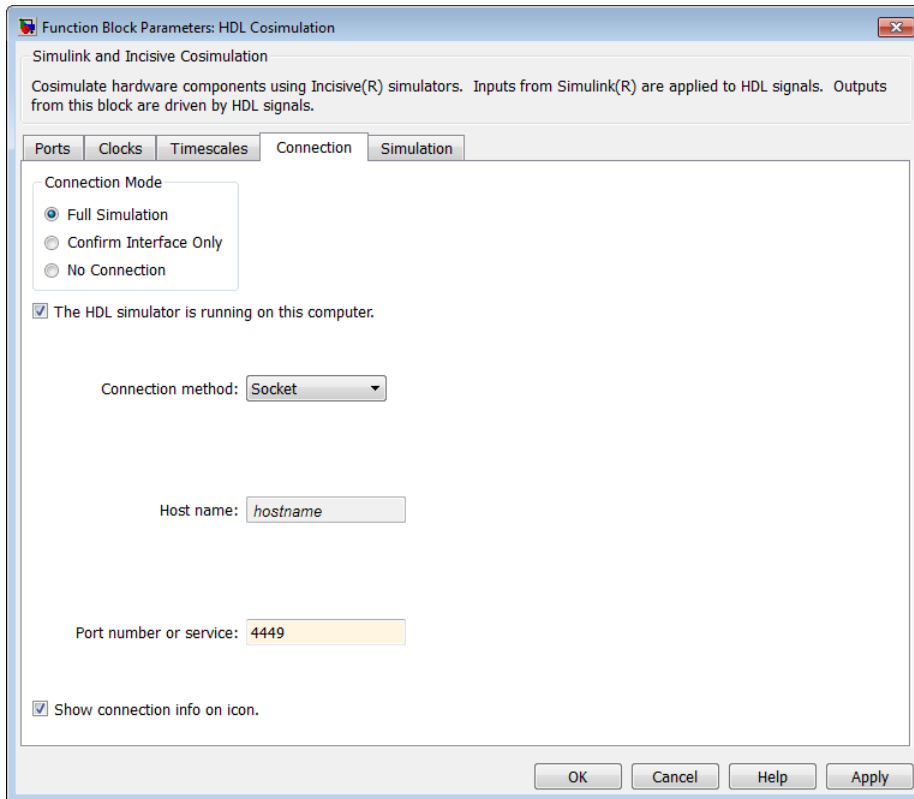 Function Block Parameters: HDL Cosimulation
Simulink and Incisive Cosimulation
Cosimulate hardware components using Incisive(R) simulators.  Inputs from Simulink(R) are applied to HDL signals.  Outputs
from this block are driven by HDL signals.
Ports Clocks Timescales Connection Simulation
Connection Mode
Full Simulation
Confirm Interface Only
No Connection
The HDL simulator is running on this computer.
Connection method: Socket
Host name: hostname
Port number or service: 4449
Show connection info on icon.
OK Cancel Help Apply